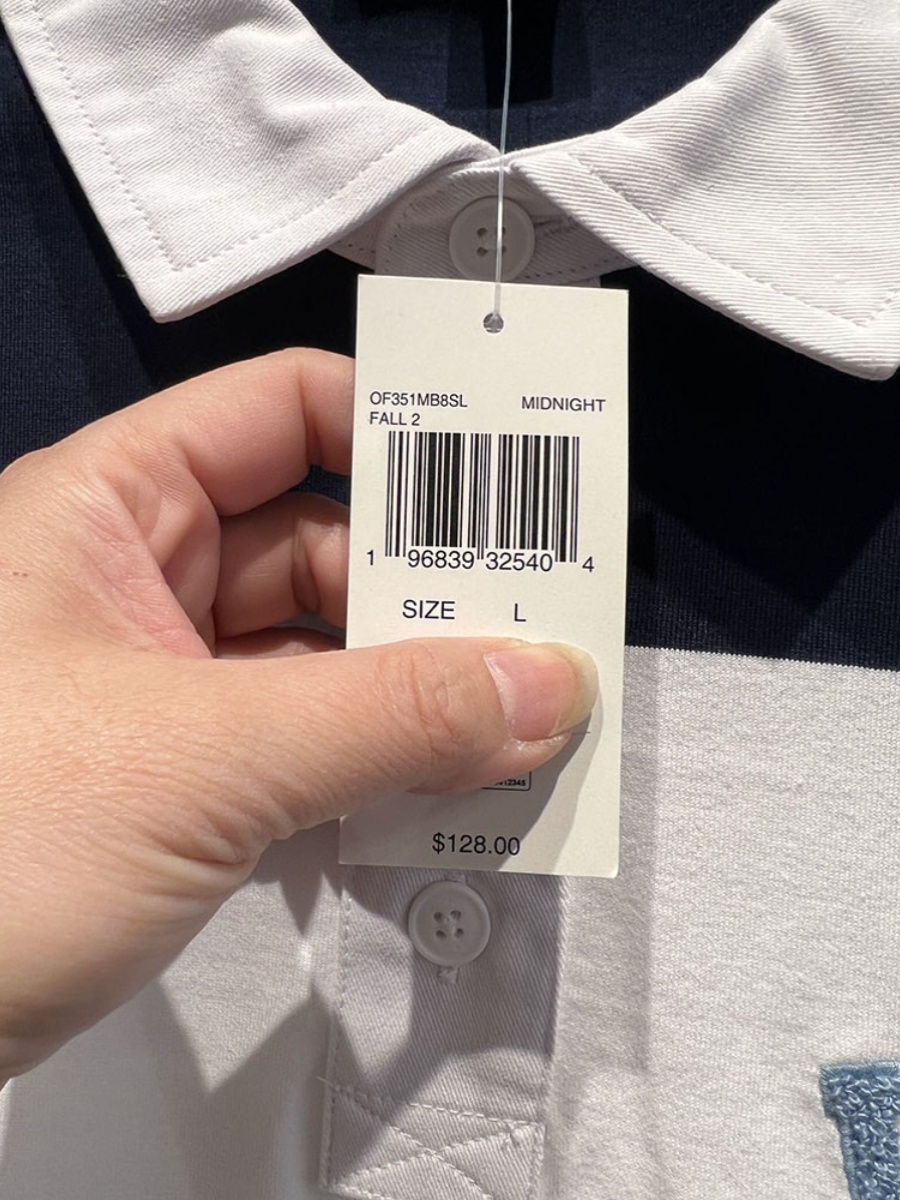 OF351MB8SL MIDNIGHT
FALL 2
1 96839 32540 4
SIZE L
$128.00